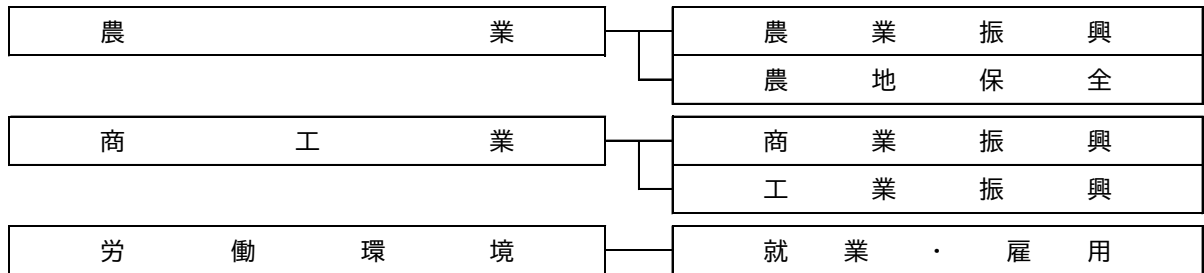 農業
農業振興
農地保全
商工業
商業振興
工業振興
労働環境
就業・雇用